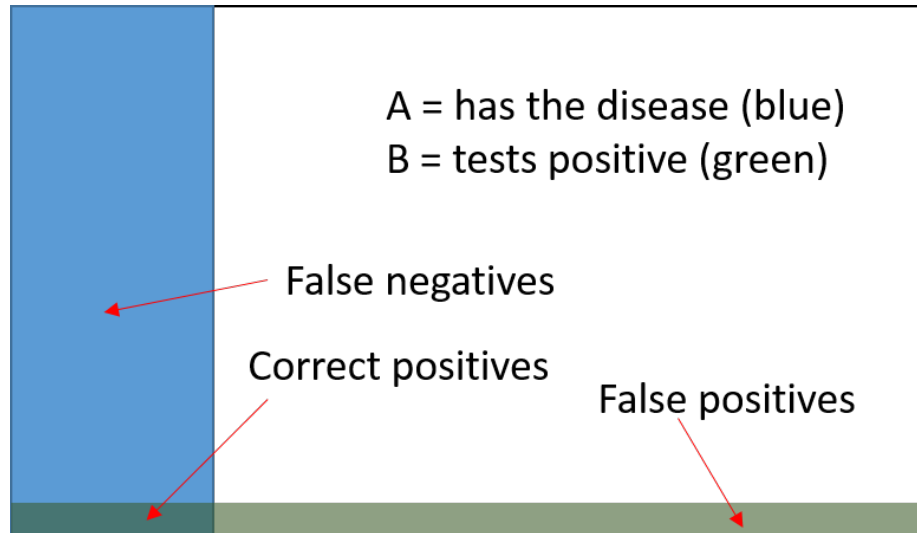 A = has the disease (blue)
B = tests positive (green)
False negatives
Correct positives
False positives